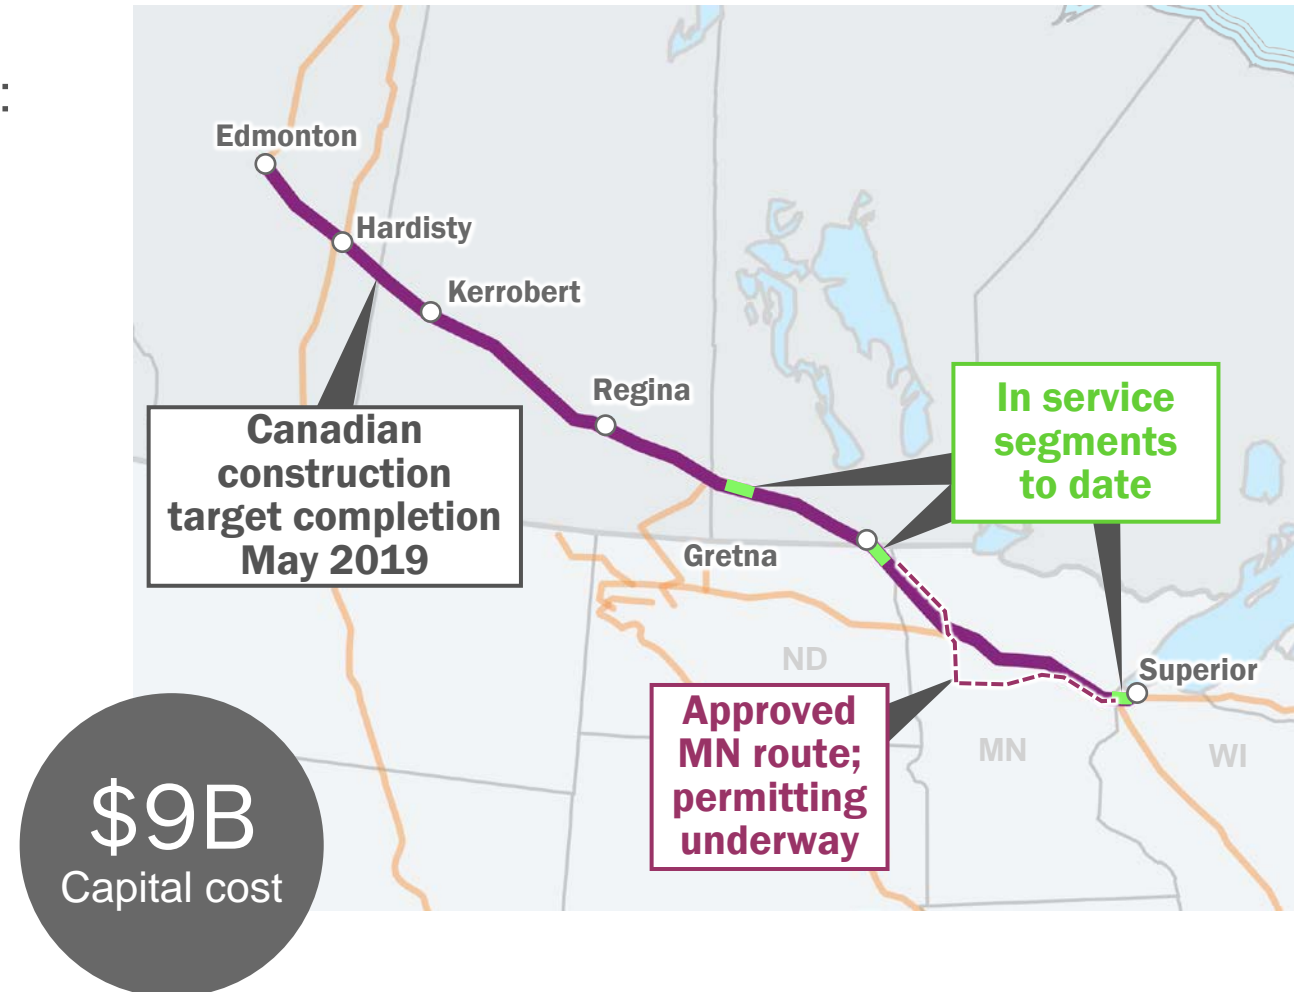 :
Edmonton
Hardisty
Kerrobert
Regina
In service
segments
to date
Canadian
construction
target completion
May 2019
Gretna
ND
Superior
Approved
MN route;
permitting
underway
MN
WI
$9B
Capital cost